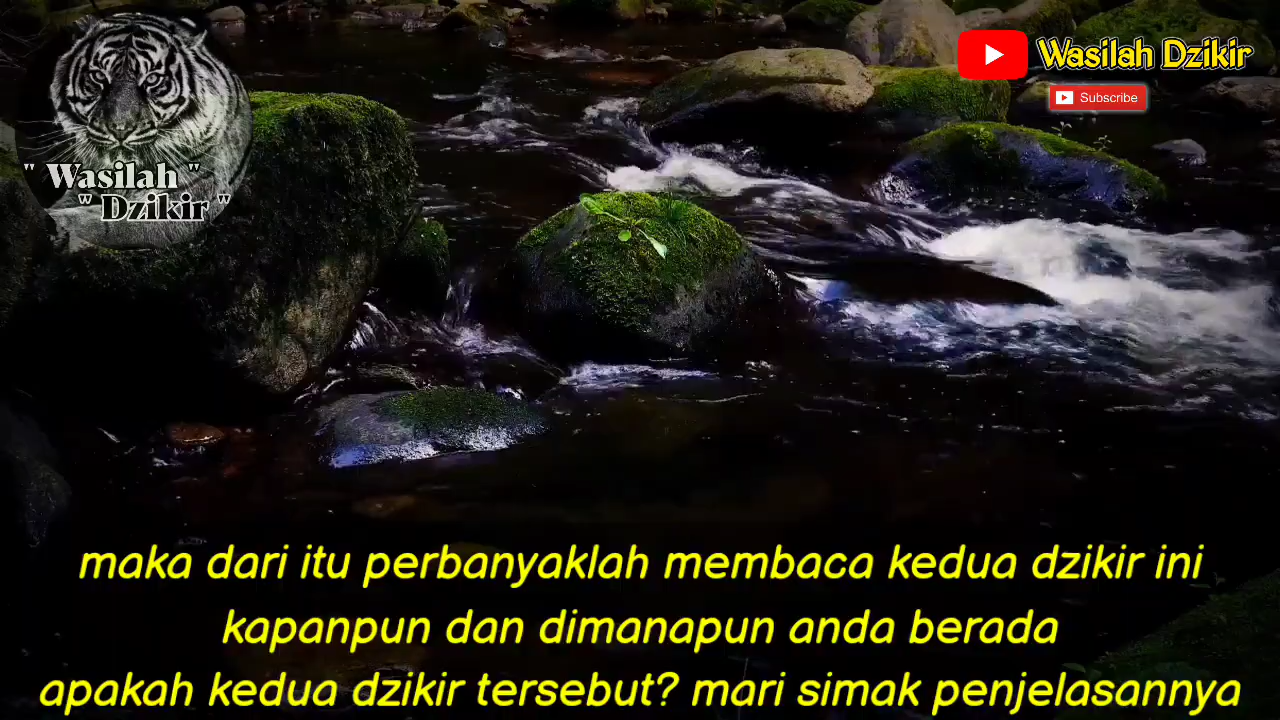 Wasilah Dzikir
Subscribe
" Wasilah "
" Dzikir "
maka dari itu perbanyaklah membaca kedua dzikir ini
kapanpun dan dimanapun anda berada
apakah kedua dzikir tersebut? mari simak penjelasannya